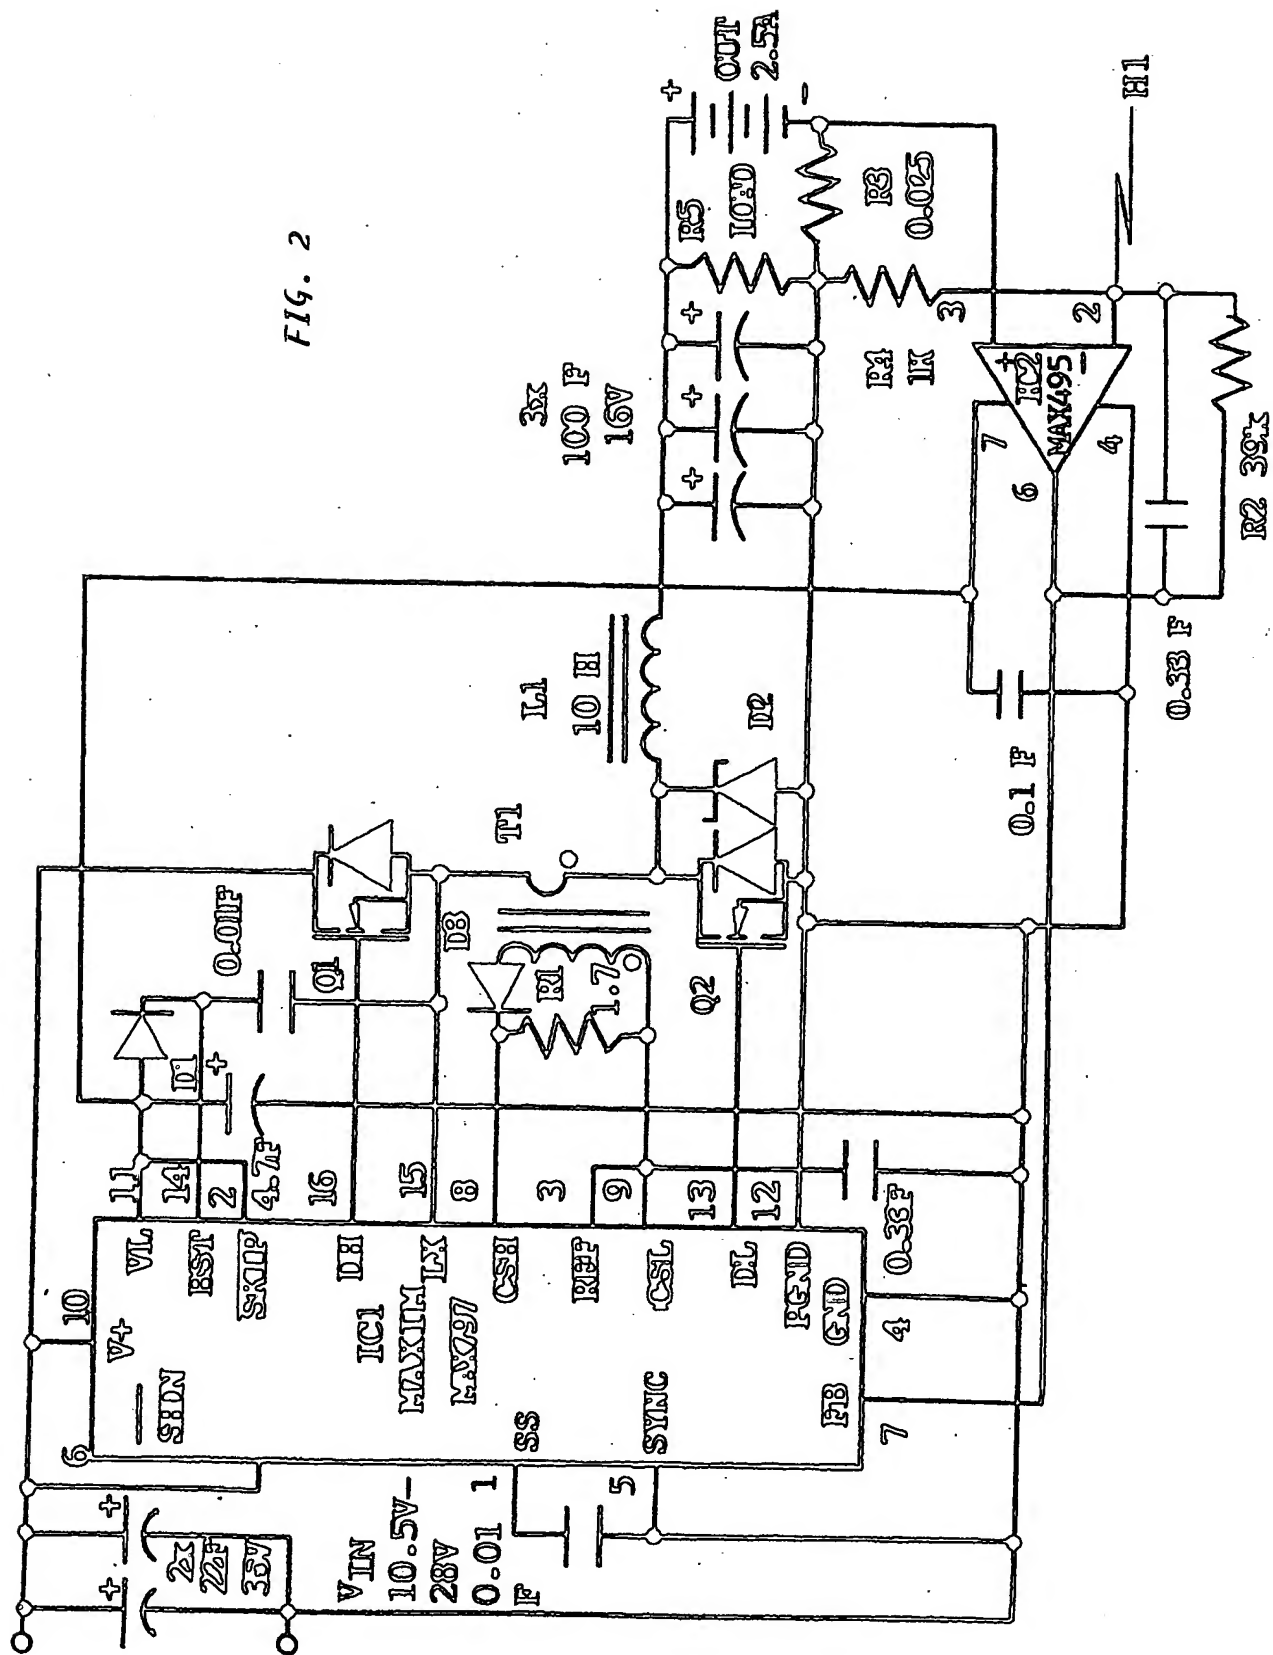 FIG. 2
6
10
11
14
2
4.7F
16
15
8
3
9
13
12
SHDN
V+
VL
BST
SKIP
DH
LX
CSH
REF
CSL
DL
PGND
GND
FB
SS
SYNC
IC1
MAXIM
MAX797
1
5
7
4
2x
22F
35V
VIN
10.5V–
28V
0.01
F
D1
+
0.01F
Q1
D3
R1
1.7
T1
Q2
D2
L1
10 H
3x
100 F
16V
+
+
+
R5
LOAD
+
OUT
2.5A
-
R3
0.025
R4
1K
3
2
7
4
6
+
IC2
MAX495
–
H1
0.33F
0.1 F
0.33 F
R2 39k
+
+